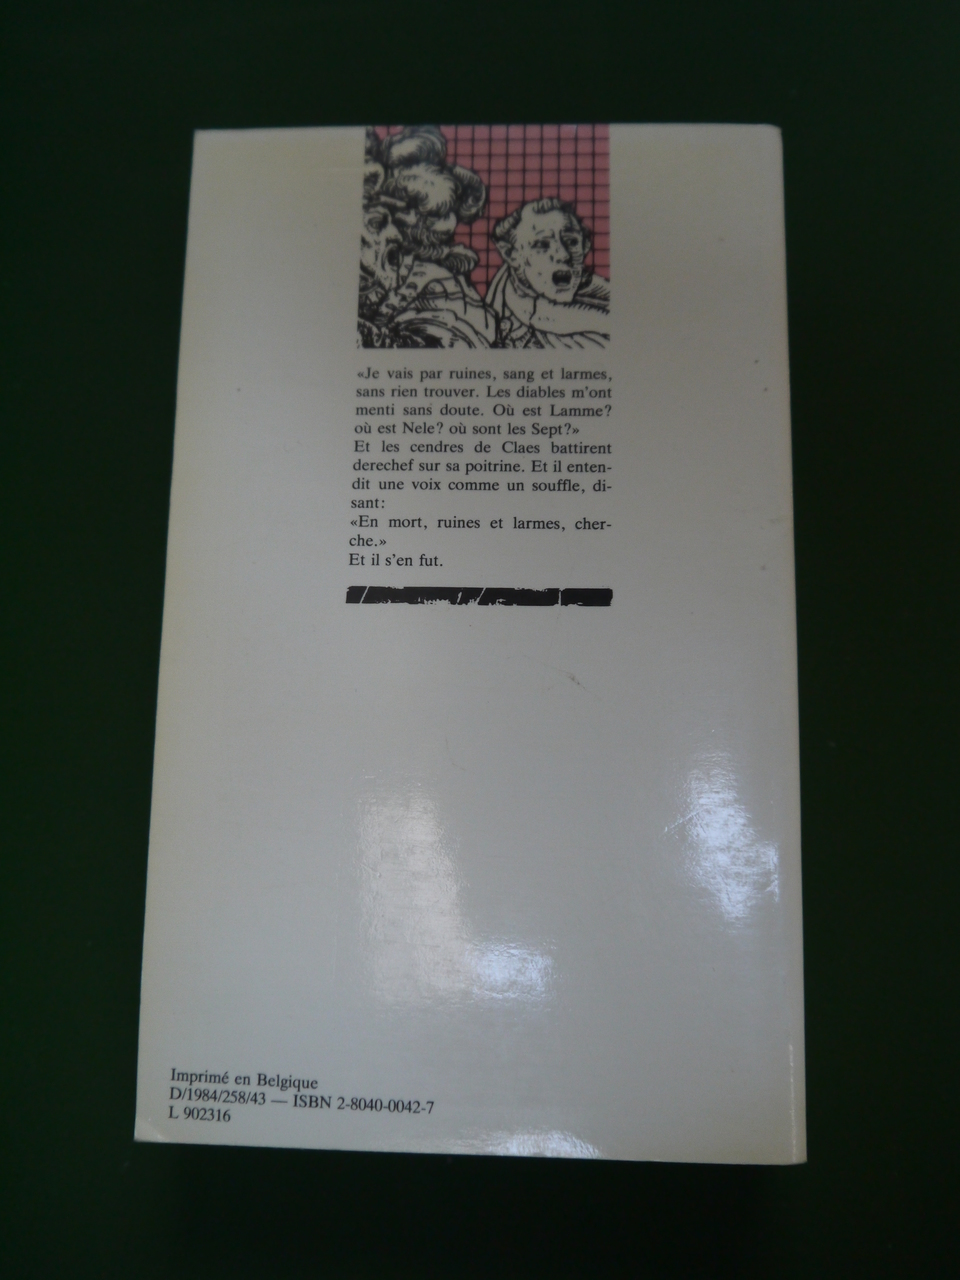 «Je vais par ruines, sang et larmes,
sans rien trouver. Les diables m'ont
menti sans doute. Où est Lamme?
où est Nele? où sont les Sept?»
Et les cendres de Claes battirent
derechef sur sa poitrine. Et il enten-
dit une voix comme un souffle, di-
sant:
«En mort, ruines et larmes, cher-
che.»
Et il s'en fut.
Imprimé en Belgique
D/1984/258/43 — ISBN 2-8040-0042-7
L 902316